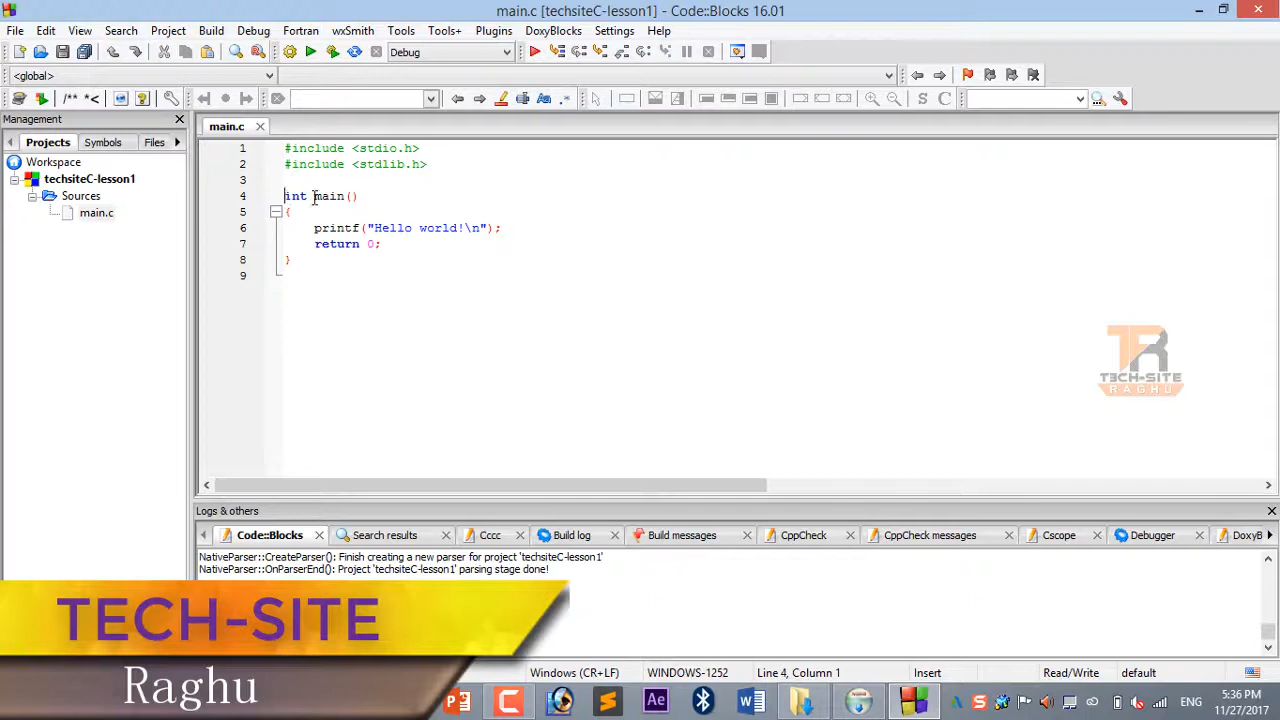 main.c [techsiteC-lesson1] - Code::Blocks 16.01
File Edit View Search Project Build Debug Fortran wxSmith Tools Tools+ Plugins DoxyBlocks Settings Help
Debug
<global>
/** *<
S C
Management
Projects Symbols Files
Workspace
techsiteC-lesson1
Sources
main.c
main.c
1 #include <stdio.h>
2 #include <stdlib.h>
3
4 int main()
5 {
6 printf("Hello world!\n");
7 return 0;
8 }
9
TR
TECH-SITE
RAGHU
Logs & others
Code::Blocks Search results Cccc Build log Build messages CppCheck CppCheck messages Cscope Debugger DoxyB
NativeParser::CreateParser(): Finish creating a new parser for project 'techsiteC-lesson1'
NativeParser::OnParserEnd(): Project 'techsiteC-lesson1' parsing stage done!
TECH-SITE
Raghu
Windows (CR+LF) WINDOWS-1252 Line 4, Column 1 Insert Read/Write default
ENG
5:36 PM
11/27/2017